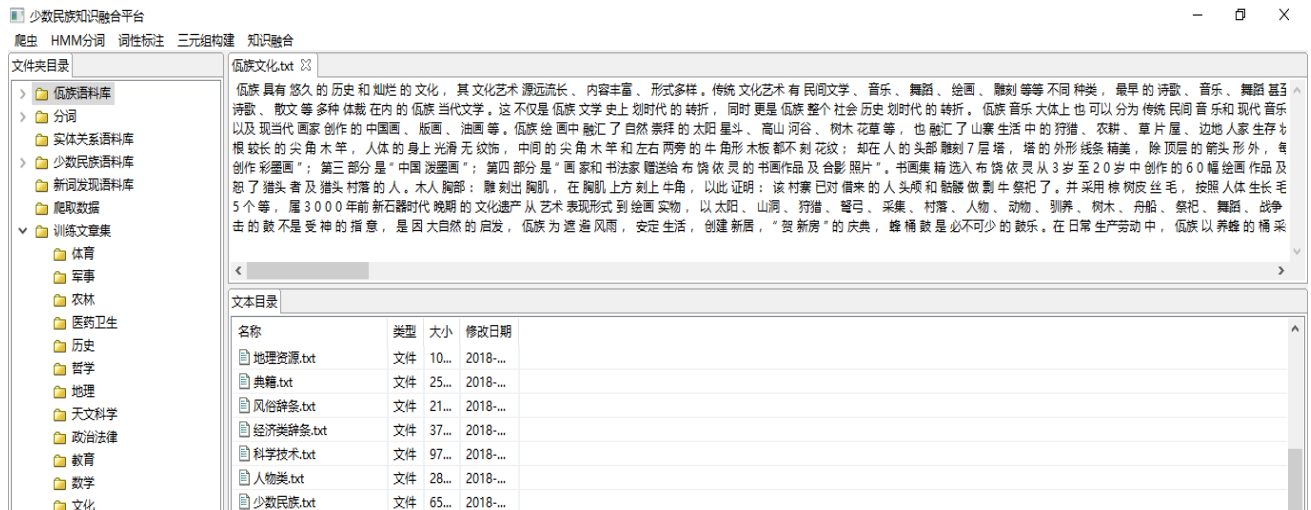 少数民族知识融合平台
爬虫 HMM分词 词性标注 三元组构建 知识融合
文件夹目录
佤族语料库
分词
实体关系语料库
少数民族语料库
新词发现语料库
爬取数据
训练文章集
体育
军事
农林
医药卫生
历史
哲学
地理
天文科学
政治法律
教育
数学
文化
佤族文化.txt
佤族 具有 悠久 的 历史 和 灿烂 的 文化 , 其 文化艺术 源远流长 、 内容丰富 、 形式多样 。 传统 文化艺术 有 民间文学 、 音乐 、 舞蹈 、 绘画 、 雕刻 等等 不同 种类 , 最早 的 诗歌 、 音乐 、 舞蹈 甚至
诗歌 、 散文 等 多种 体裁 在内 的 佤族 当代文学 。 这 不仅 是 佤族 文学 史上 划时代 的 转折 , 同时 更是 佤族 整个 社会 历史 划时代 的 转折 。 佤族 音乐 大体上 也 可以 分为 传统 民间 音 乐和 现代 音乐
以及 现当代 画家 创作 的 中国画 、 版画 、 油画 等 。 佤族 绘 画中 融汇 了 自然 崇拜 的 太阳 星斗 、 高山 河谷 、 树木 花草 等 , 也 融汇 了 山寨 生活 中 的 狩猎 、 农耕 、 草 片 屋 、 边地 人家 生存 状
根 较长 的 尖 角 木 竿 , 人体 的 身上 光滑 无 纹饰 , 中间 的 尖 角 木 竿 和 左右 两旁 的 牛 角形 木板 都不 刻 花纹 ; 却在 人 的 头部 雕刻 7 层 塔 , 塔 的 外形 线条 精美 , 除 顶层 的 箭头 形 外 , 每
创作 彩墨画 " ; 第三 部分 是 " 中国 泼墨画 " ; 第四 部分 是 " 画 家和 书法家 赠送给 布 饶 依 灵 的 书画作品 及 合影 照片 " 。 书画集 精 选入 布 饶 依 灵 从 3 岁 至 2 0 岁 中 创作 的 6 0 幅 绘画 作品 及
恕 了 猎头 者 及 猎头 村落 的 人 。 木人 胸部 : 雕 刻出 胸肌 , 在 胸肌 上方 刻上 牛角 , 以此 证明 : 该 村寨 已对 借来 的 人 头颅 和 骷髅 做 剽 牛 祭祀 了 。 并 采用 棕 树皮 丝 毛 , 按照 人体 生长 毛
5 个 等 , 属 3 0 0 0 年前 新石器时代 晚期 的 文化遗产 从 艺术 表现形式 到 绘画 实物 , 以 太阳 、 山洞 、 狩猎 、 弩弓 、 采集 、 村落 、 人物 、 动物 、 驯养 、 树木 、 舟船 、 祭祀 、 舞蹈 、 战争
击 的 鼓 不是 受 神 的 指 意 , 是 因 大自然 的 启发 , 佤族 为 遮 避 风雨 , 安定 生活 , 创建 新居 , " 贺 新房 " 的 庆典 , 蜂 桶 鼓 是 必不可少 的 鼓乐 。 在 日常 生产劳动 中 , 佤族 以 养蜂 的 桶 采
文本目录
名称 类型 大小 修改日期
地理资源.txt 文件 10... 2018-...
典籍.txt 文件 25... 2018-...
风俗辞条.txt 文件 21... 2018-...
经济类辞条.txt 文件 37... 2018-...
科学技术.txt 文件 97... 2018-...
人物类.txt 文件 28... 2018-...
少数民族.txt 文件 65... 2018-...